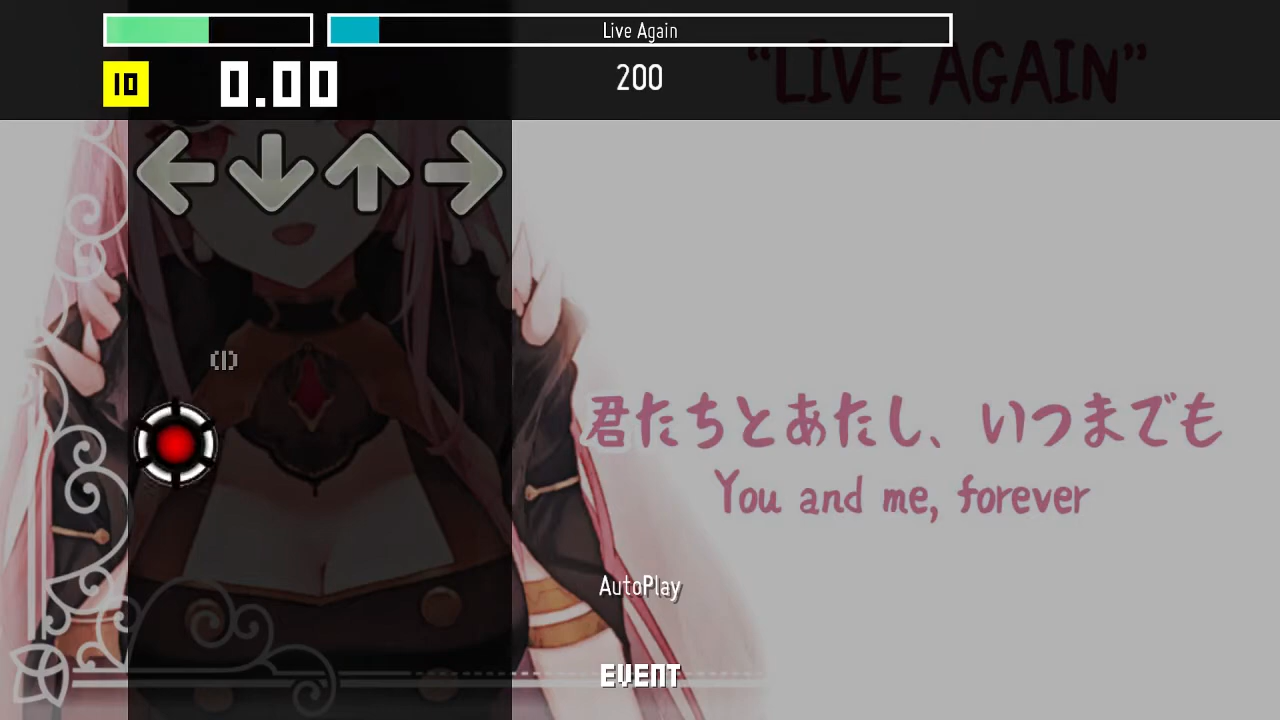 Live Again
10
0.00
200
“LIVE AGAIN”
君たちとあたし、いつまでも
You and me, forever
AutoPlay
EVENT